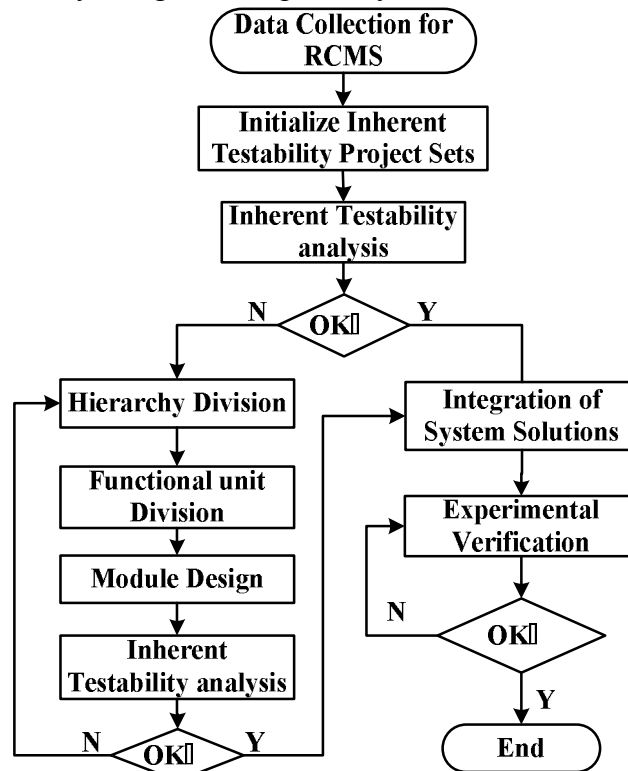 Data Collection for
RCMS
Initialize Inherent
Testability Project Sets
Inherent Testability
analysis
N
OK▯
Y
Hierarchy Division
Functional unit
Division
Module Design
Inherent
Testability analysis
N
OK▯
Y
Integration of
System Solutions
Experimental
Verification
N
OK▯
Y
End